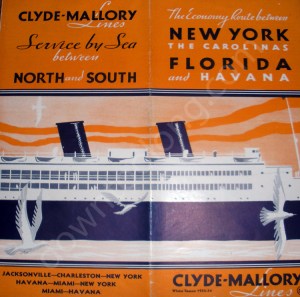 CLYDE-MALLORY
Lines
Service by Sea
between
NORTH and SOUTH
JACKSONVILLE—CHARLESTON—NEW YORK
HAVANA—MIAMI—NEW YORK
MIAMI—HAVANA
The Economy Route between
NEW YORK
THE CAROLINAS
FLORIDA
and HAVANA
CLYDE-MALLORY
Lines